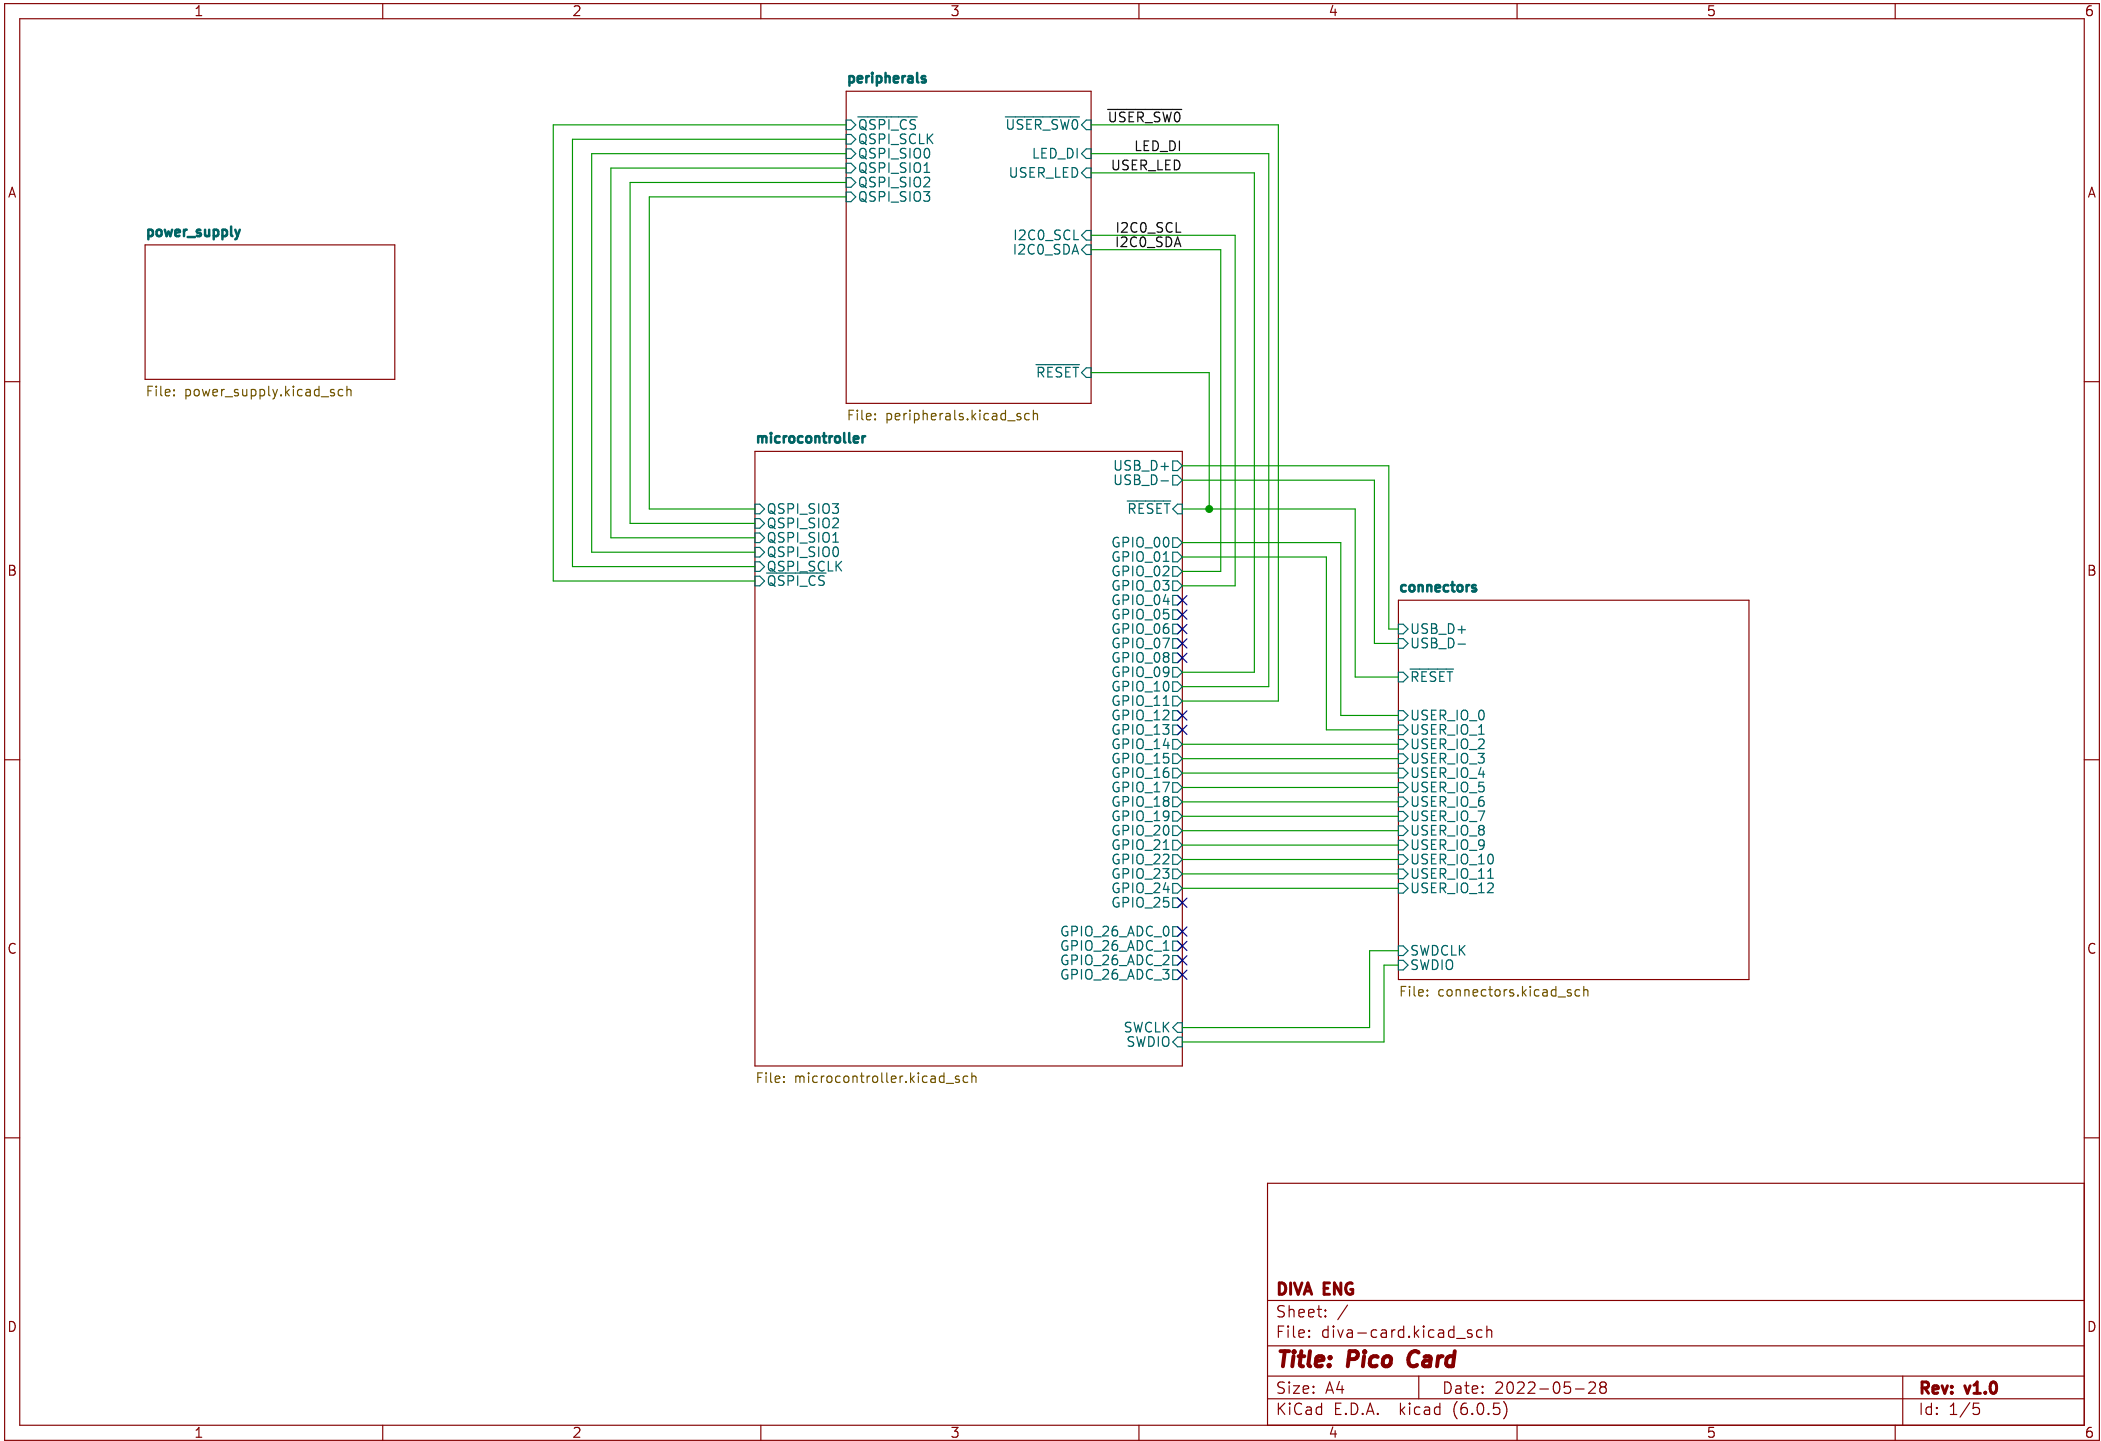 1 2 3 4 5 6
peripherals
QSPI_CS
QSPI_SCLK
QSPI_SIO0
QSPI_SIO1
QSPI_SIO2
QSPI_SIO3
USER_SW0
LED_DI
USER_LED
I2C0_SCL
I2C0_SDA
RESET
USER_SW0
LED_DI
USER_LED
I2C0_SCL
I2C0_SDA
File: peripherals.kicad_sch
A
A
power_supply
File: power_supply.kicad_sch
microcontroller
QSPI_SIO3
QSPI_SIO2
QSPI_SIO1
QSPI_SIO0
QSPI_SCLK
QSPI_CS
USB_D+
USB_D-
RESET
GPIO_00
GPIO_01
GPIO_02
GPIO_03
GPIO_04
GPIO_05
GPIO_06
GPIO_07
GPIO_08
GPIO_09
GPIO_10
GPIO_11
GPIO_12
GPIO_13
GPIO_14
GPIO_15
GPIO_16
GPIO_17
GPIO_18
GPIO_19
GPIO_20
GPIO_21
GPIO_22
GPIO_23
GPIO_24
GPIO_25
GPIO_26_ADC_0
GPIO_26_ADC_1
GPIO_26_ADC_2
GPIO_26_ADC_3
SWCLK
SWDIO
File: microcontroller.kicad_sch
B
B
connectors
USB_D+
USB_D-
RESET
USER_IO_0
USER_IO_1
USER_IO_2
USER_IO_3
USER_IO_4
USER_IO_5
USER_IO_6
USER_IO_7
USER_IO_8
USER_IO_9
USER_IO_10
USER_IO_11
USER_IO_12
SWDCLK
SWDIO
File: connectors.kicad_sch
C
C
D
D
DIVA ENG
Sheet: /
File: diva-card.kicad_sch
Title: Pico Card
Size: A4 Date: 2022-05-28 Rev: v1.0
KiCad E.D.A. kicad (6.0.5) Id: 1/5
1 2 3 4 5 6